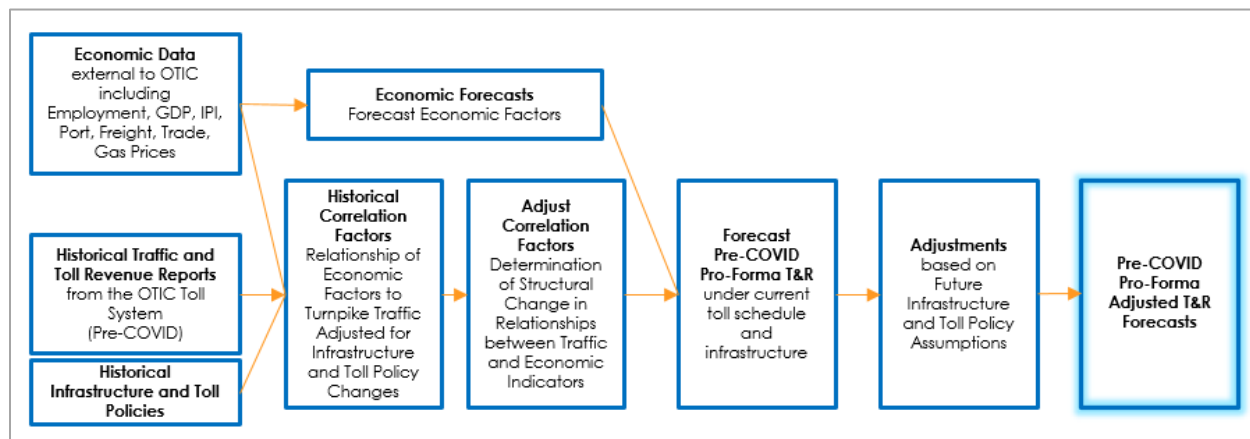 Economic Data
external to OTIC
including
Employment, GDP, IPI,
Port, Freight, Trade,
Gas Prices
Economic Forecasts
Forecast Economic Factors
Historical Traffic and
Toll Revenue Reports
from the OTIC Toll
System
(Pre-COVID)
Historical
Infrastructure and Toll
Policies
Historical
Correlation
Factors
Relationship of
Economic
Factors to
Turnpike Traffic
Adjusted for
Infrastructure
and Toll Policy
Changes
Adjust
Correlation
Factors
Determination
of Structural
Change in
Relationships
between Traffic
and Economic
Indicators
Forecast
Pre-COVID
Pro-Forma T&R
under current
toll schedule
and
infrastructure
Adjustments
based on
Future
Infrastructure
and Toll Policy
Assumptions
Pre-COVID
Pro-Forma
Adjusted T&R
Forecasts